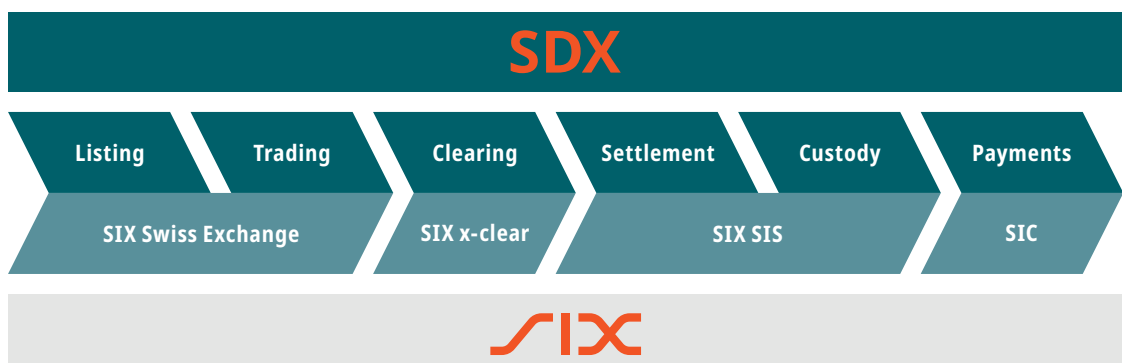 SDX
Listing Trading Clearing Settlement Custody Payments
SIX Swiss Exchange SIX x-clear SIX SIS SIC
SIX